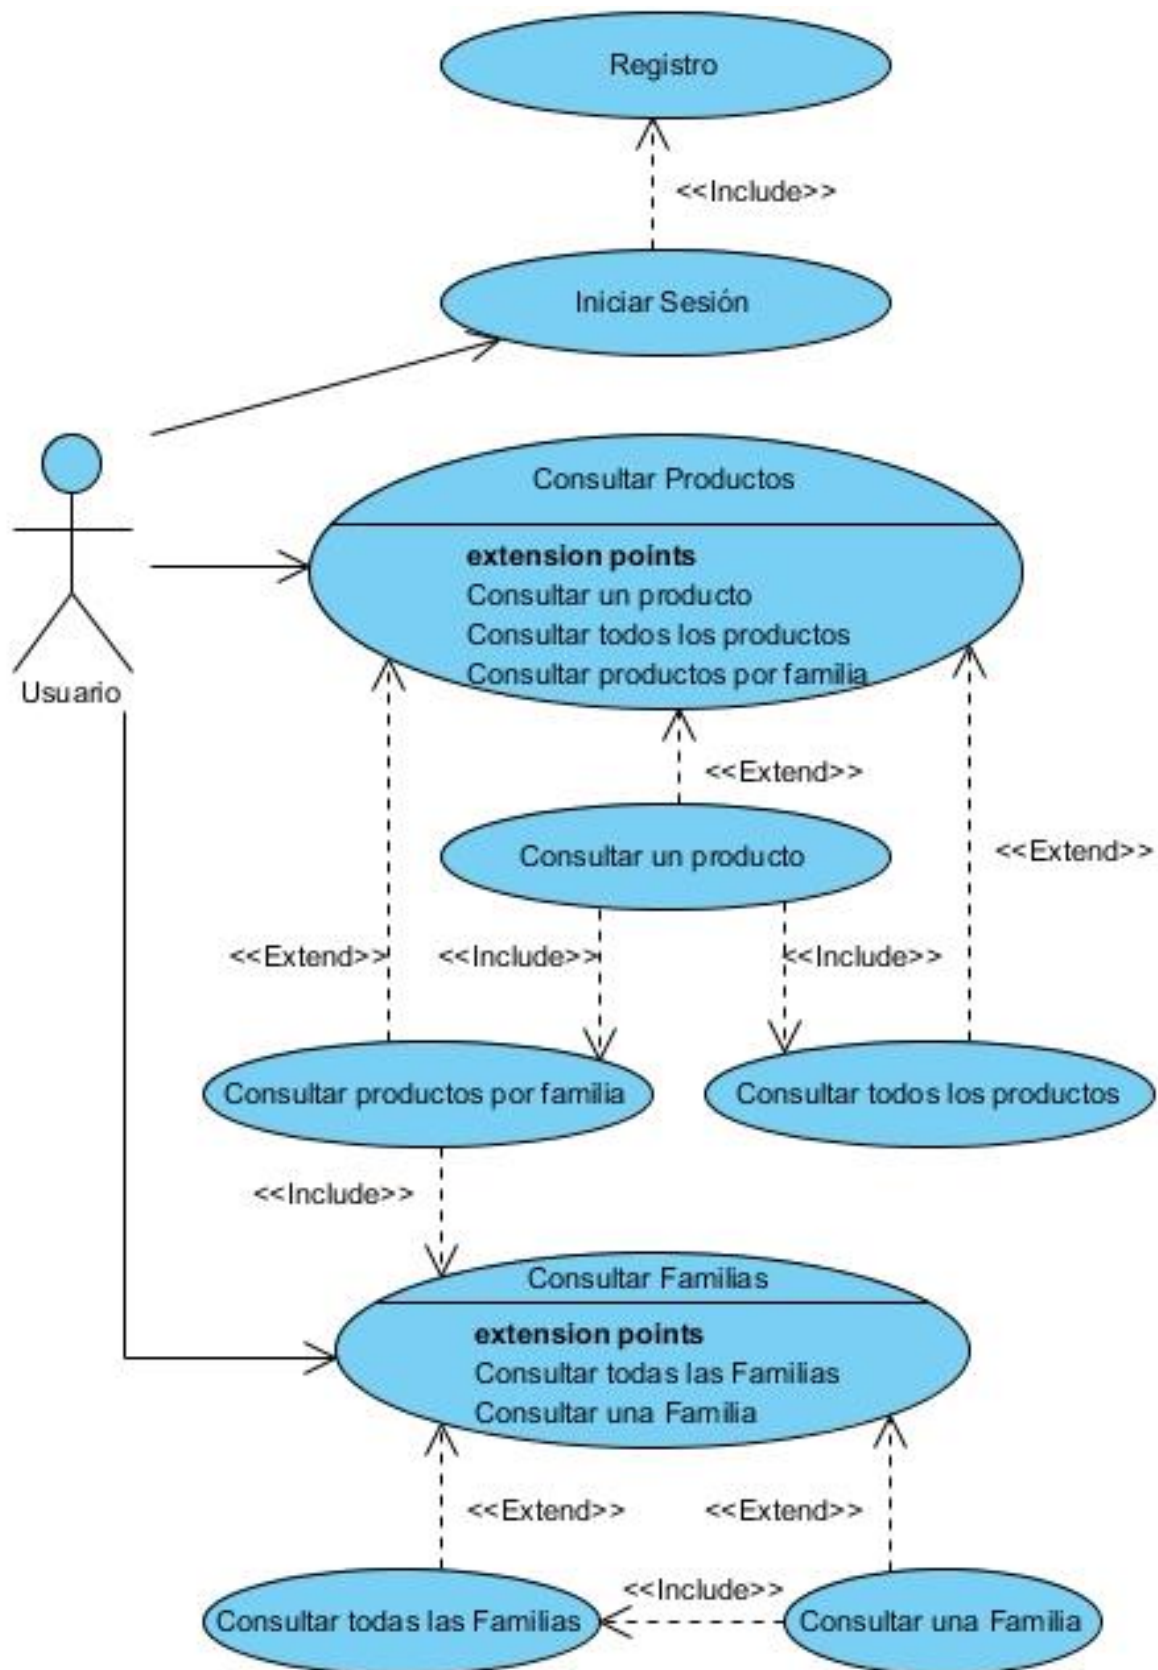 Registro
<<Include>>
Iniciar Sesión
Consultar Productos
extension points
Consultar un producto
Consultar todos los productos
Consultar productos por familia
Usuario
<<Extend>>
Consultar un producto
<<Extend>>
<<Extend>>
<<Include>>
<<Include>>
Consultar productos por familia
Consultar todos los productos
<<Include>>
Consultar Familias
extension points
Consultar todas las Familias
Consultar una Familia
<<Extend>>
<<Extend>>
<<Include>>
Consultar todas las Familias
Consultar una Familia